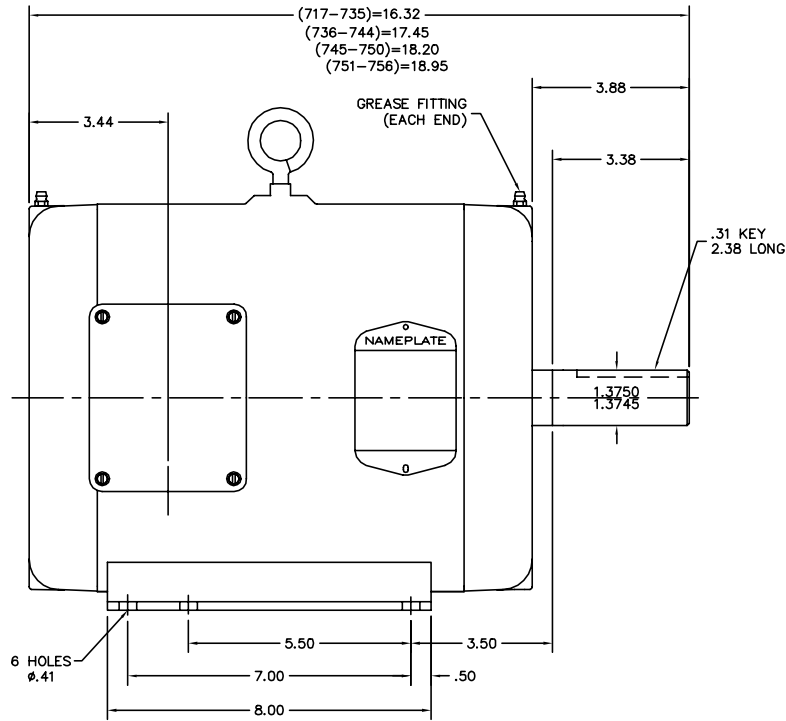 (717-735)=16.32
(736-744)=17.45
(745-750)=18.20
(751-756)=18.95
3.88
GREASE FITTING
(EACH END)
3.44
3.38
.31 KEY
2.38 LONG
NAMEPLATE
1.3750
1.3745
5.50
3.50
6 HOLES
ø.41
7.00
.50
8.00